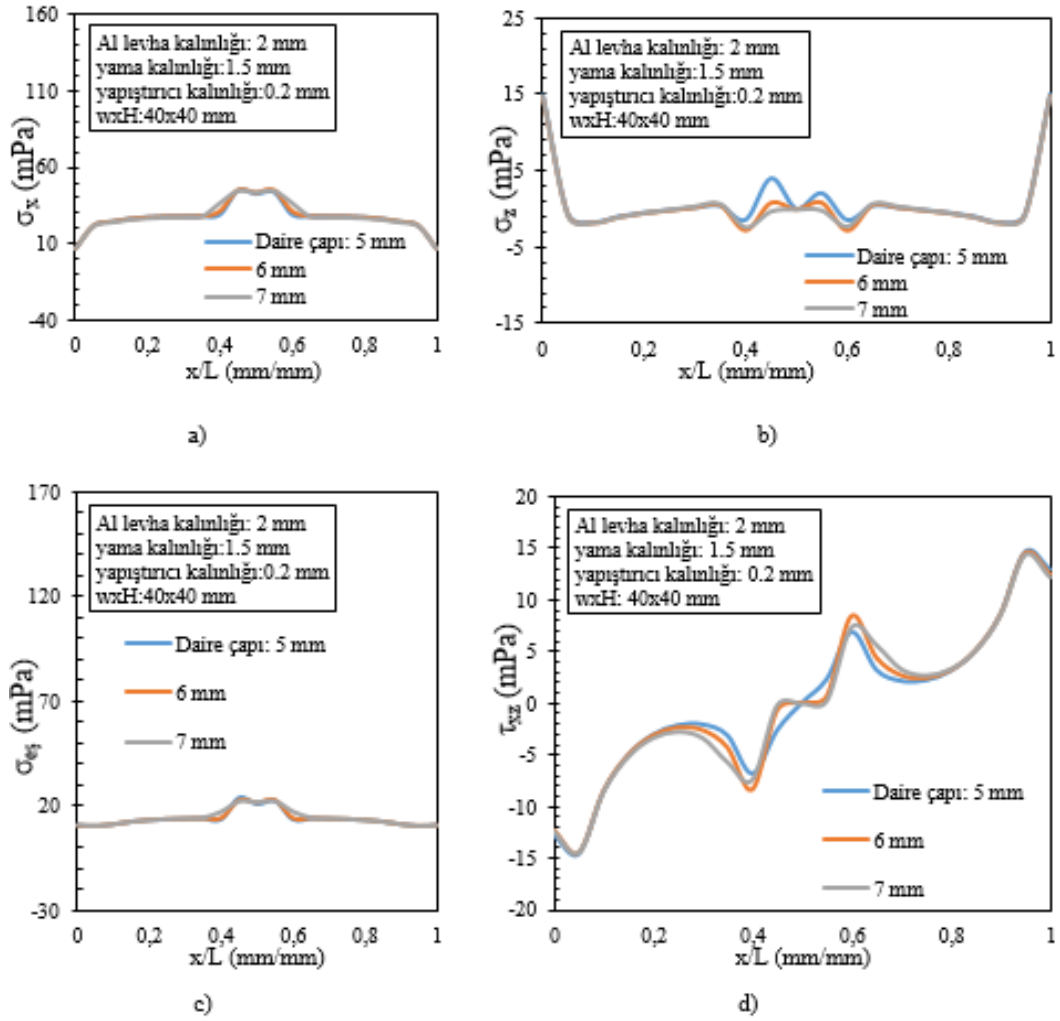 160
110
60
10
-40
σx (mPa)
Al levha kalınlığı: 2 mm
yama kalınlığı:1.5 mm
yapıştırıcı kalınlığı:0.2 mm
wxH:40x40 mm
Daire çapı: 5 mm
6 mm
7 mm
0 0,2 0,4 0,6 0,8 1
x/L (mm/mm)
a)
25
15
5
-5
-15
σz (mPa)
Al levha kalınlığı: 2 mm
yama kalınlığı:1.5 mm
yapıştırıcı kalınlığı:0.2 mm
wxH:40x40 mm
Daire çapı: 5 mm
6 mm
7 mm
0 0,2 0,4 0,6 0,8 1
x/L (mm/mm)
b)
170
120
70
20
-30
σeş (mPa)
Al levha kalınlığı: 2 mm
yama kalınlığı:1.5 mm
yapıştırıcı kalınlığı:0.2 mm
wxH:40x40 mm
Daire çapı: 5 mm
6 mm
7 mm
0 0,2 0,4 0,6 0,8 1
x/L (mm/mm)
c)
20
15
10
5
0
-5
-10
-15
-20
τxz (mPa)
Al levha kalınlığı: 2 mm
yama kalınlığı: 1.5 mm
yapıştırıcı kalınlığı: 0.2 mm
wxH: 40x40 mm
Daire çapı: 5 mm
6 mm
7 mm
0 0,2 0,4 0,6 0,8 1
x/L (mm/mm)
d)